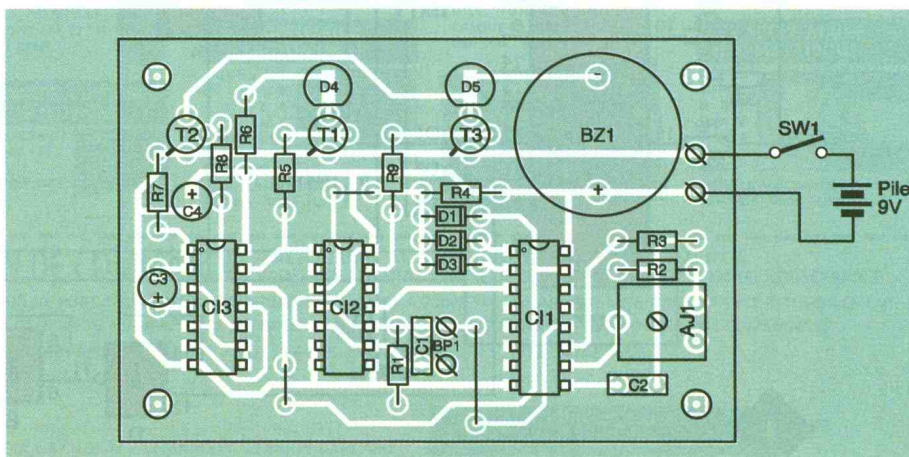 D4
D5
-
BZ1
+
SW1
Pile
9V
T2
R6
T1
T3
R8
R7
R5
R9
+
C4
R4
D1
D2
D3
R3
R2
C3
+
CI3
CI2
CI1
AJ1
R1
C1
BP1
C2